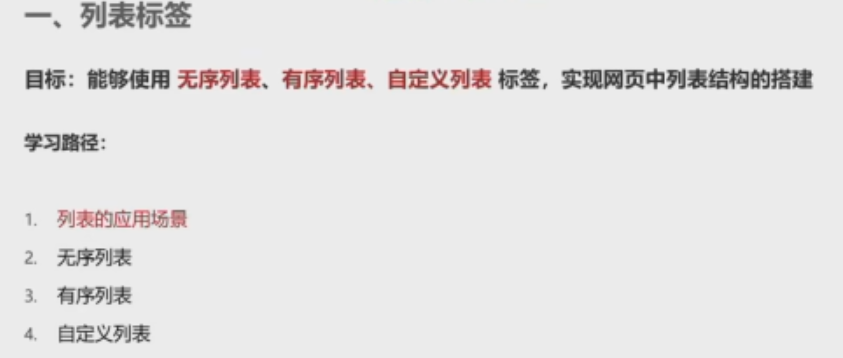 一、列表标签
目标：能够使用 无序列表、有序列表、自定义列表 标签，实现网页中列表结构的搭建
学习路径：
1. 列表的应用场景
2. 无序列表
3. 有序列表
4. 自定义列表